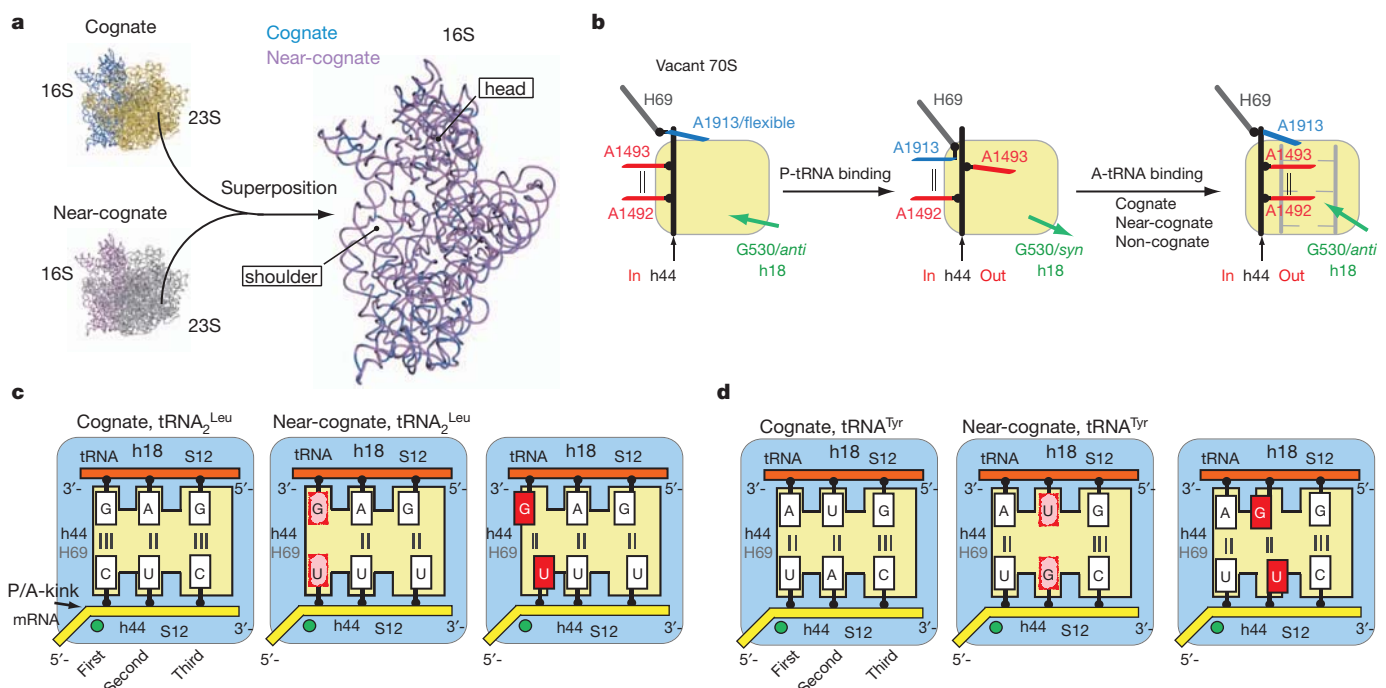 a
Cognate
16S
23S
Near-cognate
16S
23S
Superposition
Cognate
Near-cognate
16S
head
shoulder
b
Vacant 70S
H69
A1913/flexible
A1493
A1492
G530/anti
h18
In h44
P-tRNA binding
H69
A1913
A1493
A1492
G530/syn
h18
In h44 Out
A-tRNA binding
Cognate
Near-cognate
Non-cognate
H69
A1913
A1493
A1492
G530/anti
h18
In h44 Out
c
Cognate, tRNA2Leu
tRNA h18 S12
3′- 5′-
G A G
h44
H69
C U C
P/A-kink
mRNA
h44 S12
3′-
5′-
First
Second
Third
Near-cognate, tRNA2Leu
tRNA h18 S12
3′- 5′-
G A G
h44
H69
U U U
h44 S12
3′-
5′-
tRNA h18 S12
3′- 5′-
G A G
h44
H69
U U U
h44 S12
3′-
5′-
d
Cognate, tRNATyr
tRNA h18 S12
3′- 5′-
A U G
h44
H69
U A C
h44 S12
3′-
5′-
First
Second
Third
Near-cognate, tRNATyr
tRNA h18 S12
3′- 5′-
A U G
h44
H69
U G C
h44 S12
3′-
5′-
tRNA h18 S12
3′- 5′-
A G G
h44
H69
U U C
h44 S12
3′-
5′-